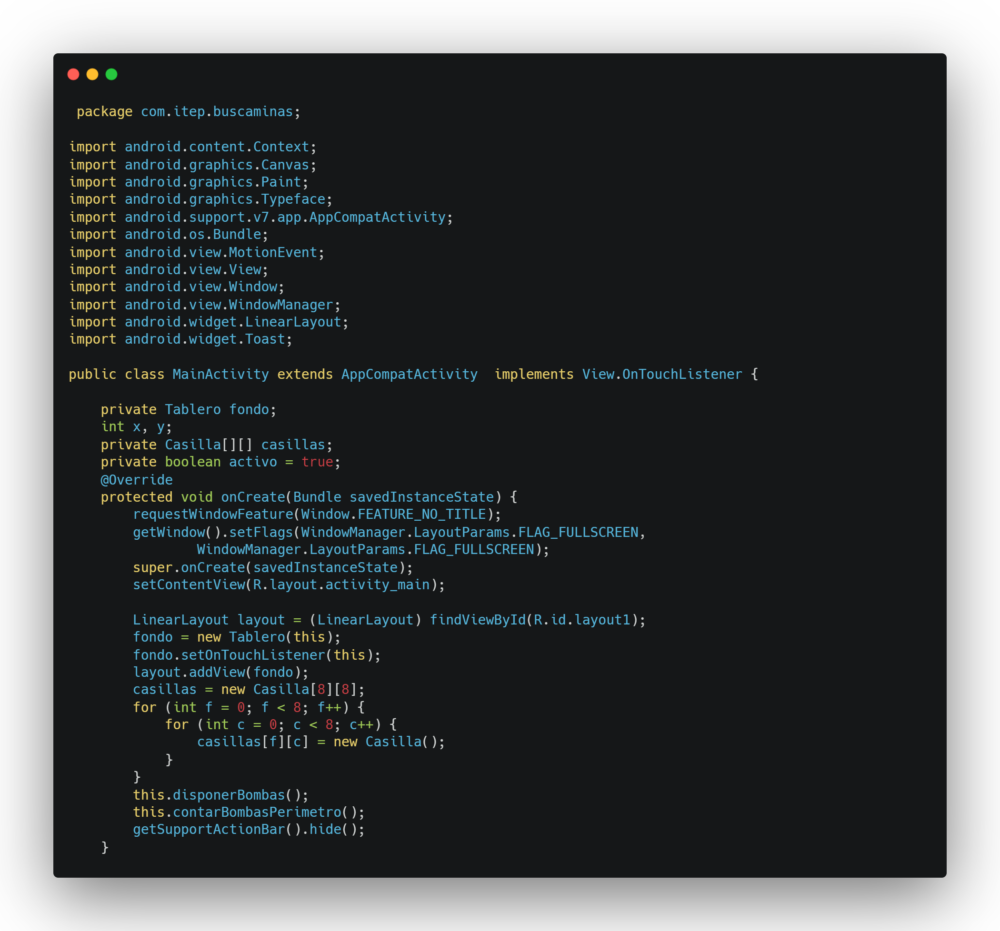 package com.itep.buscaminas;

import android.content.Context;
import android.graphics.Canvas;
import android.graphics.Paint;
import android.graphics.Typeface;
import android.support.v7.app.AppCompatActivity;
import android.os.Bundle;
import android.view.MotionEvent;
import android.view.View;
import android.view.Window;
import android.view.WindowManager;
import android.widget.LinearLayout;
import android.widget.Toast;

public class MainActivity extends AppCompatActivity  implements View.OnTouchListener {

    private Tablero fondo;
    int x, y;
    private Casilla[][] casillas;
    private boolean activo = true;
    @Override
    protected void onCreate(Bundle savedInstanceState) {
        requestWindowFeature(Window.FEATURE_NO_TITLE);
        getWindow().setFlags(WindowManager.LayoutParams.FLAG_FULLSCREEN,
                WindowManager.LayoutParams.FLAG_FULLSCREEN);
        super.onCreate(savedInstanceState);
        setContentView(R.layout.activity_main);

        LinearLayout layout = (LinearLayout) findViewById(R.id.layout1);
        fondo = new Tablero(this);
        fondo.setOnTouchListener(this);
        layout.addView(fondo);
        casillas = new Casilla[8][8];
        for (int f = 0; f < 8; f++) {
            for (int c = 0; c < 8; c++) {
                casillas[f][c] = new Casilla();
            }
        }
        this.disponerBombas();
        this.contarBombasPerimetro();
        getSupportActionBar().hide();
    }